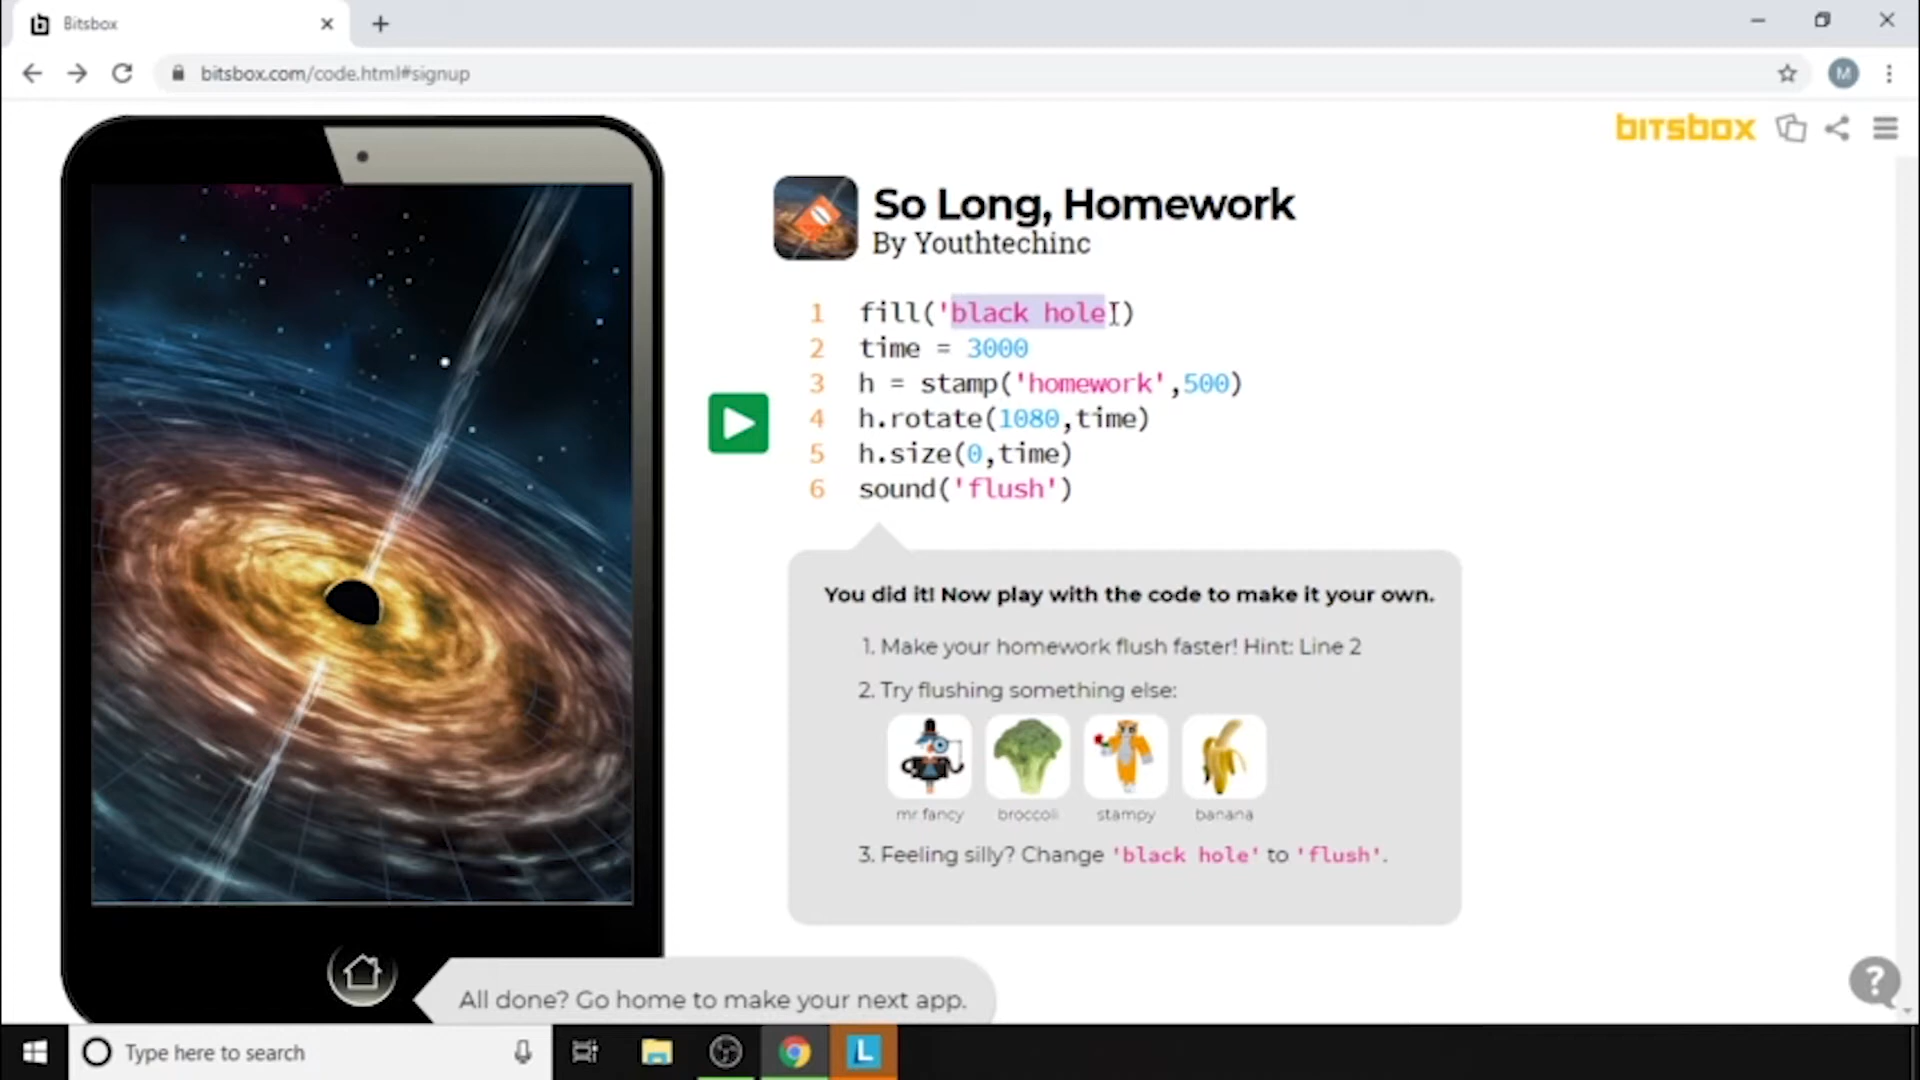 Bitsbox
bitsbox.com/code.html#signup
M
bitsbox
So Long, Homework
By Youthtechinc
1 fill('black hole')
2 time = 3000
3 h = stamp('homework',500)
4 h.rotate(1080,time)
5 h.size(0,time)
6 sound('flush')
You did it! Now play with the code to make it your own.
1. Make your homework flush faster! Hint: Line 2
2. Try flushing something else:
mr fancy broccoli stampy banana
3. Feeling silly? Change 'black hole' to 'flush'.
?
All done? Go home to make your next app.
Type here to search
L